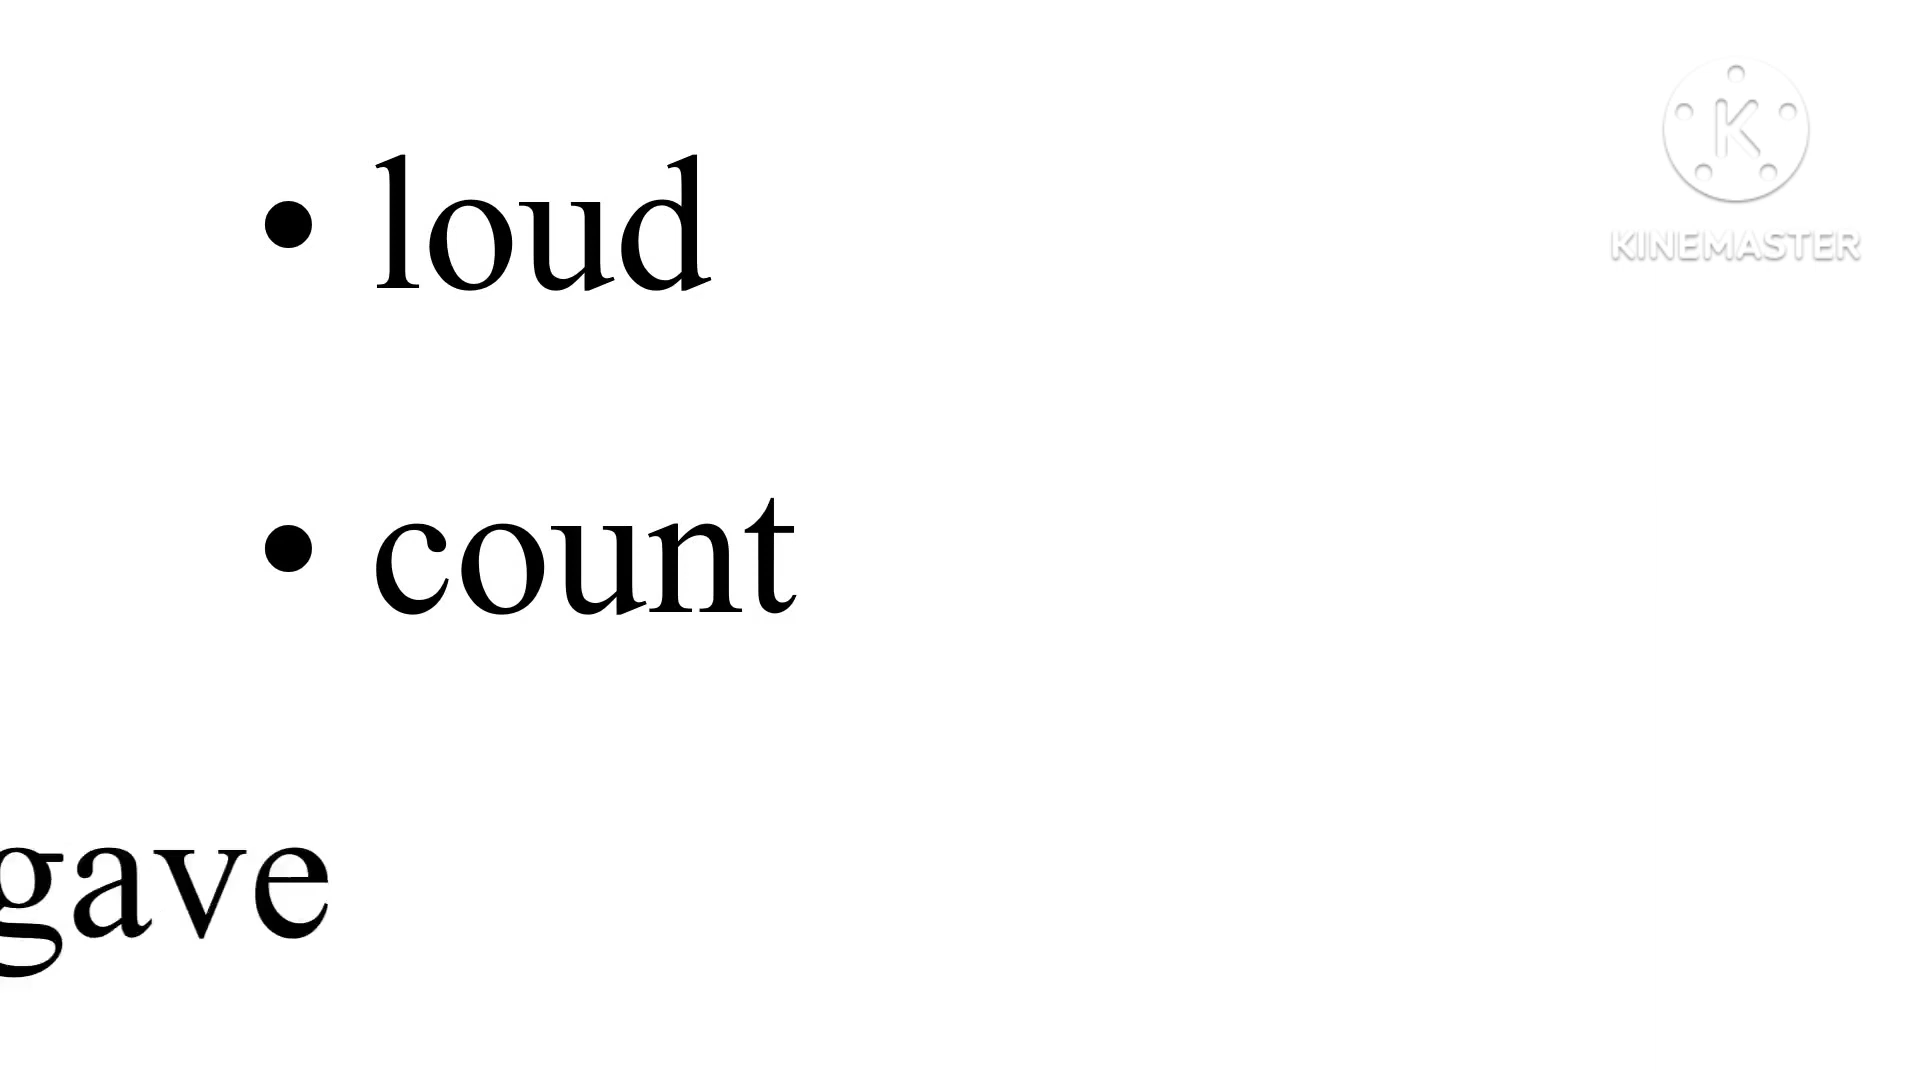 • loud
K
KINEMASTER
• count
gave